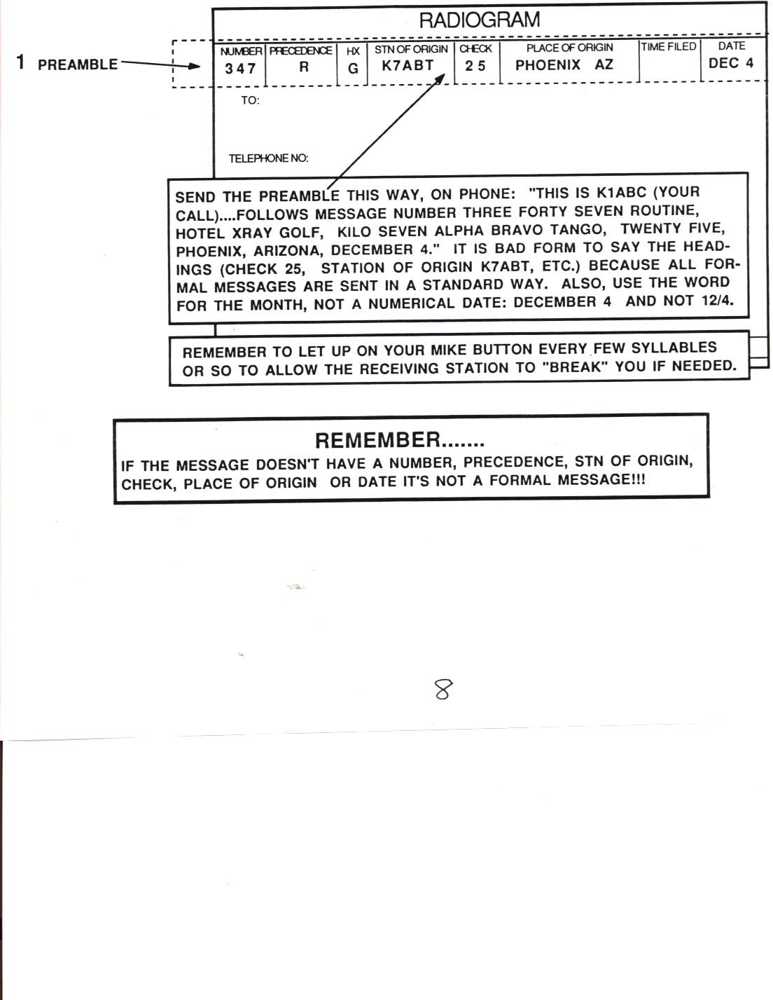 RADIOGRAM
1 PREAMBLE
NUMBER PRECEDENCE HX STN OF ORIGIN CHECK PLACE OF ORIGIN TIME FILED DATE
347 R G K7ABT 25 PHOENIX AZ DEC 4
TO:
TELEPHONE NO:
SEND THE PREAMBLE THIS WAY, ON PHONE: "THIS IS K1ABC (YOUR
CALL)....FOLLOWS MESSAGE NUMBER THREE FORTY SEVEN ROUTINE,
HOTEL XRAY GOLF, KILO SEVEN ALPHA BRAVO TANGO, TWENTY FIVE,
PHOENIX, ARIZONA, DECEMBER 4." IT IS BAD FORM TO SAY THE HEAD-
INGS (CHECK 25, STATION OF ORIGIN K7ABT, ETC.) BECAUSE ALL FOR-
MAL MESSAGES ARE SENT IN A STANDARD WAY. ALSO, USE THE WORD
FOR THE MONTH, NOT A NUMERICAL DATE: DECEMBER 4 AND NOT 12/4.
REMEMBER TO LET UP ON YOUR MIKE BUTTON EVERY FEW SYLLABLES
OR SO TO ALLOW THE RECEIVING STATION TO "BREAK" YOU IF NEEDED.
REMEMBER.......
IF THE MESSAGE DOESN'T HAVE A NUMBER, PRECEDENCE, STN OF ORIGIN,
CHECK, PLACE OF ORIGIN OR DATE IT'S NOT A FORMAL MESSAGE!!!
8